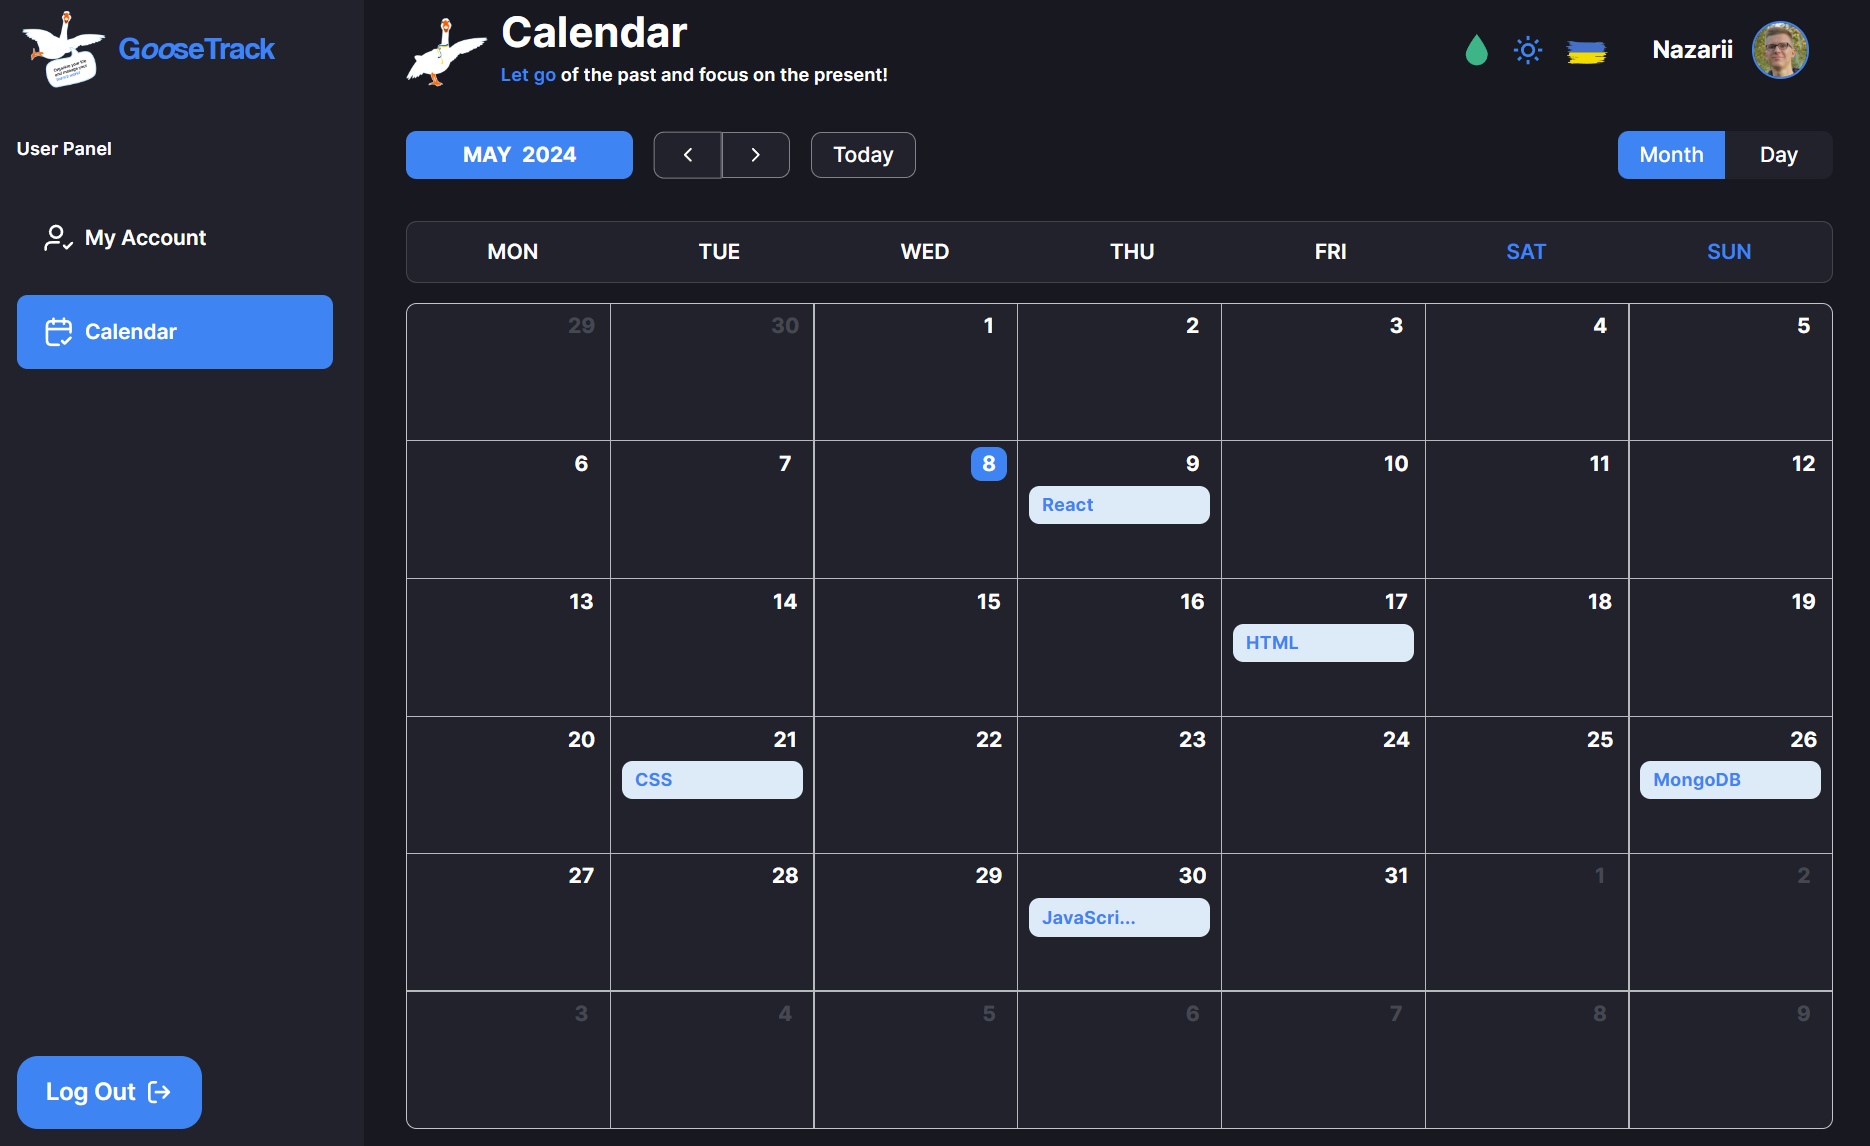 GooseTrack
Calendar
Let go of the past and focus on the present!
Nazarii
User Panel
My Account
Calendar
Log Out
MAY 2024
Today
Month Day
MON TUE WED THU FRI SAT SUN
29 30 1 2 3 4 5
6 7 8 9 10 11 12
React
13 14 15 16 17 18 19
HTML
20 21 22 23 24 25 26
CSS MongoDB
27 28 29 30 31 1 2
JavaScri...
3 4 5 6 7 8 9